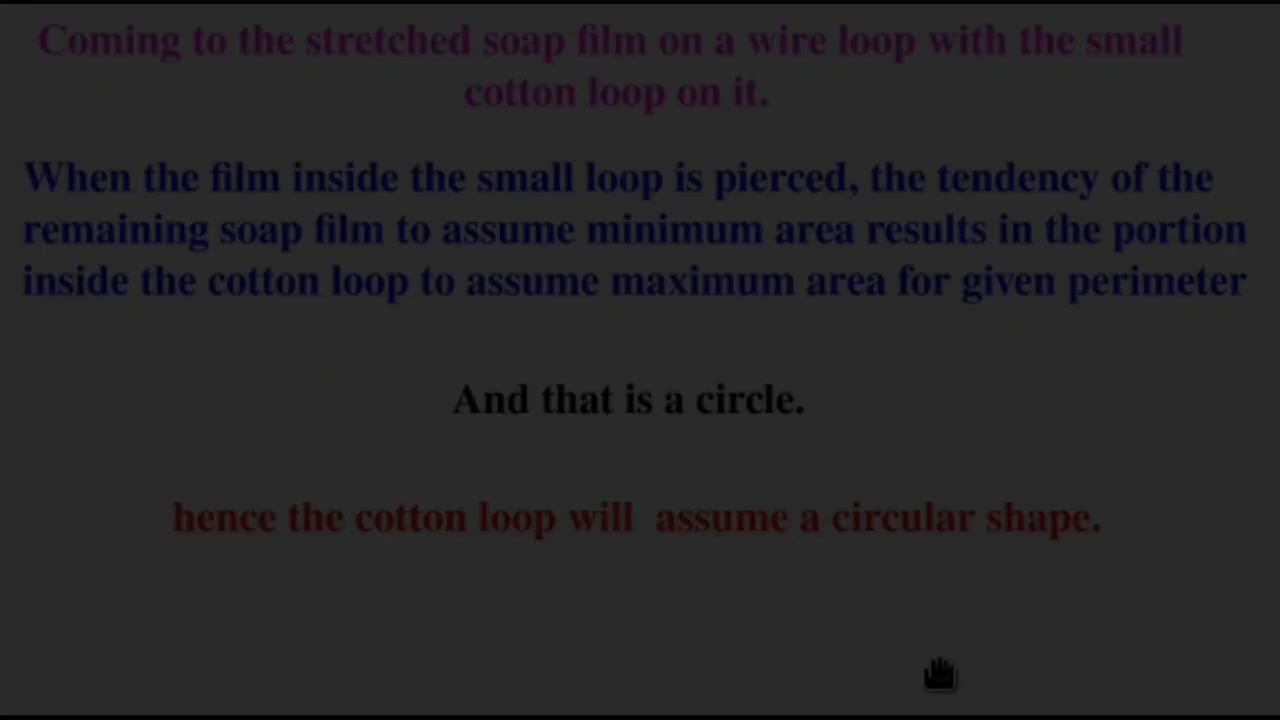 Coming to the stretched soap film on a wire loop with the small
cotton loop on it.
When the film inside the small loop is pierced, the tendency of the
remaining soap film to assume minimum area results in the portion
inside the cotton loop to assume maximum area for given perimeter
And that is a circle.
hence the cotton loop will assume a circular shape.